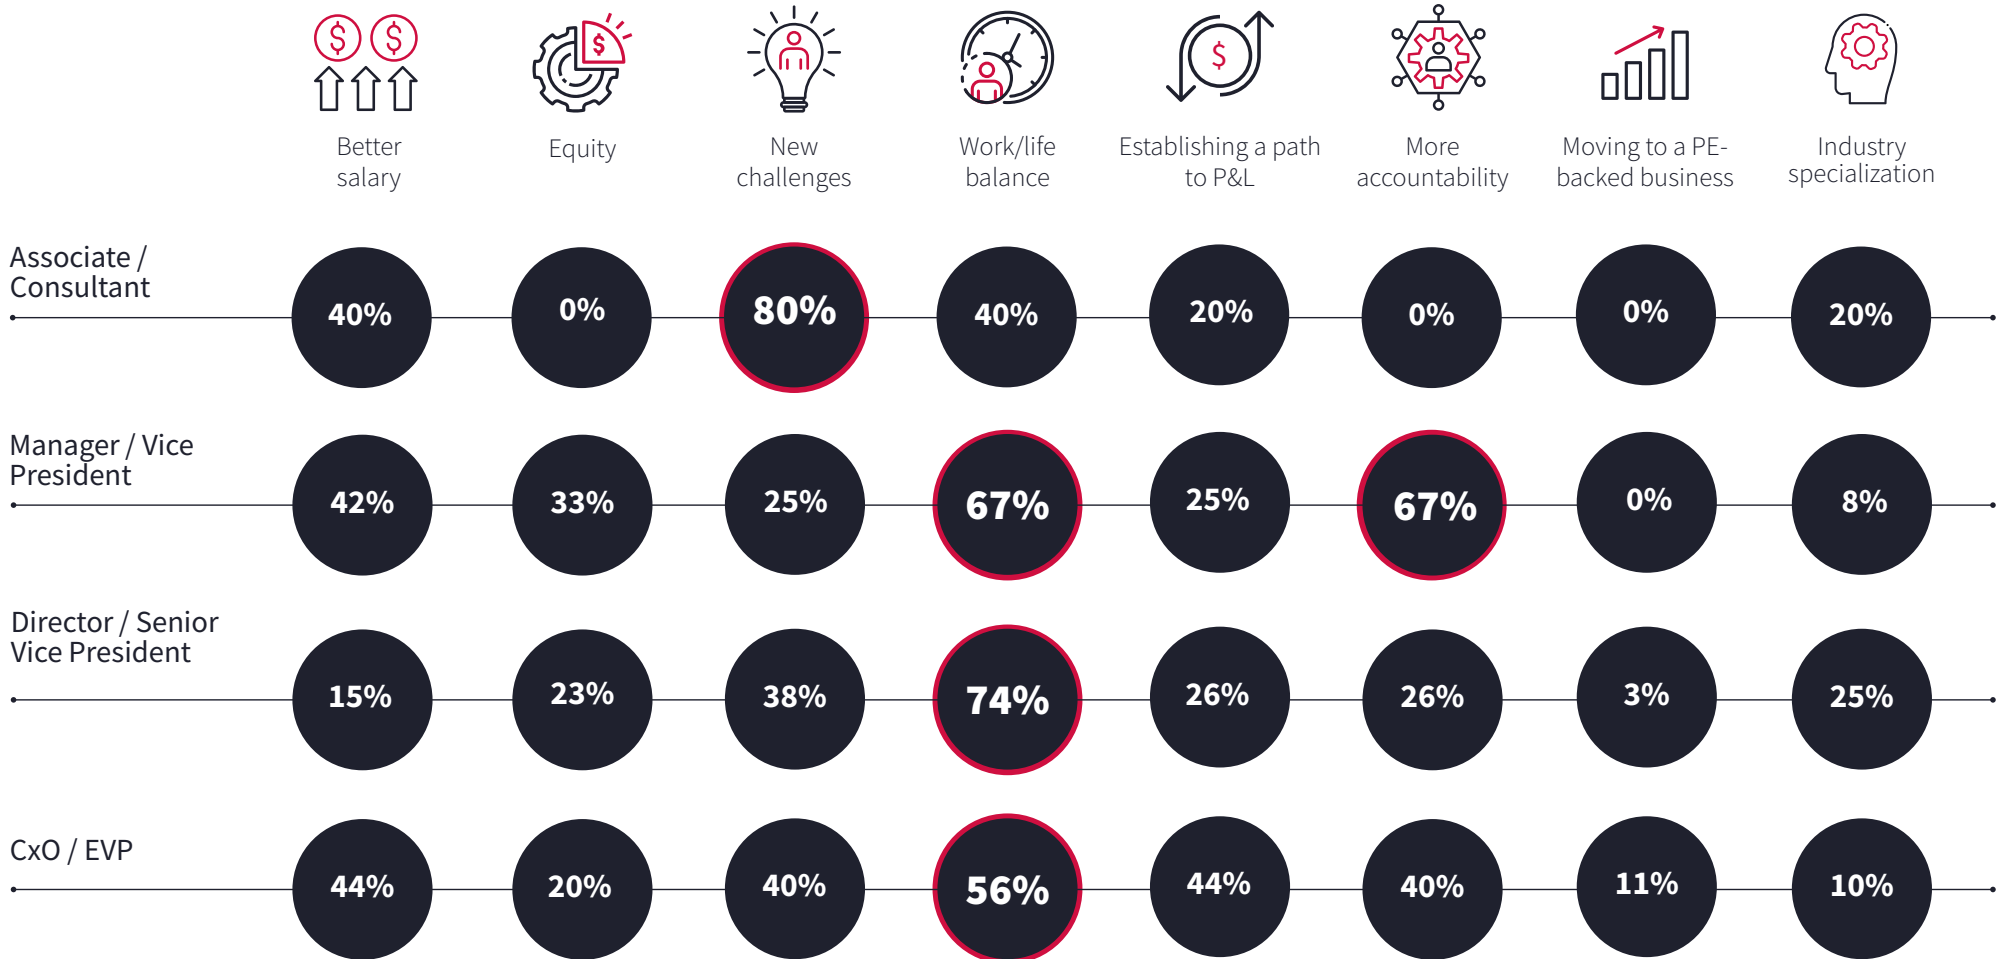 $ $
$
$
Better
salary
Equity
New
challenges
Work/life
balance
Establishing a path
to P&L
More
accountability
Moving to a PE-
backed business
Industry
specialization
Associate /
Consultant
40% 0% 80% 40% 20% 0% 0% 20%
Manager / Vice
President
42% 33% 25% 67% 25% 67% 0% 8%
Director / Senior
Vice President
15% 23% 38% 74% 26% 26% 3% 25%
CxO / EVP
44% 20% 40% 56% 44% 40% 11% 10%